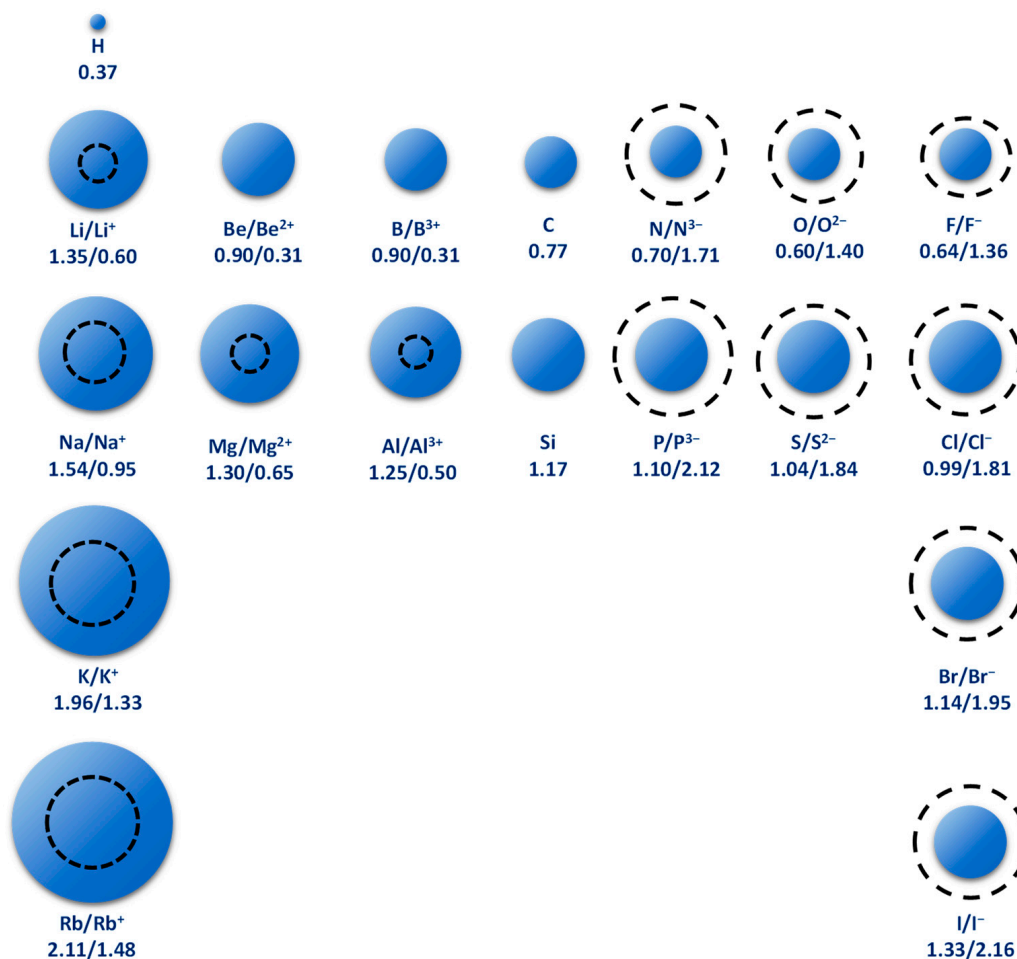 H
0.37
Li/Li⁺ Be/Be²⁺ B/B³⁺ C N/N³⁻ O/O²⁻ F/F⁻
1.35/0.60 0.90/0.31 0.90/0.31 0.77 0.70/1.71 0.60/1.40 0.64/1.36
Na/Na⁺ Mg/Mg²⁺ Al/Al³⁺ Si P/P³⁻ S/S²⁻ Cl/Cl⁻
1.54/0.95 1.30/0.65 1.25/0.50 1.17 1.10/2.12 1.04/1.84 0.99/1.81
K/K⁺ Br/Br⁻
1.96/1.33 1.14/1.95
Rb/Rb⁺ I/I⁻
2.11/1.48 1.33/2.16